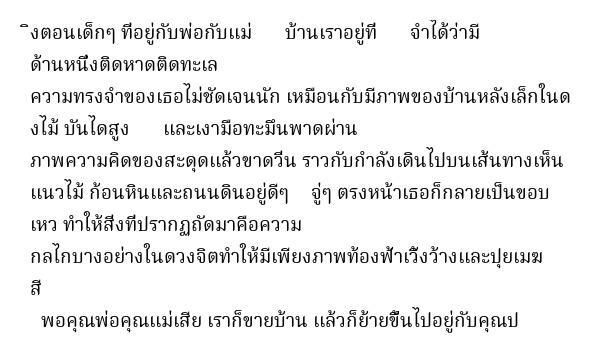 ิงตอนเด็กๆ ที่อยู่กับพ่อกับแม่ บ้านเราอยู่ที่ จำได้ว่ามี
ด้านหนึ่งติดหาดติดทะเล
ความทรงจำของเธอไม่ชัดเจนนัก เหมือนกับมีภาพของบ้านหลังเล็กในด
งไม้ บันไดสูง และเงามือทะมึนพาดผ่าน
ภาพความคิดของสะดุดแล้วขาดวีน ราวกับกำลังเดินไปบนเส้นทางเห็น
แนวไม้ ก้อนหินและถนนดินอยู่ดีๆ จู่ๆ ตรงหน้าเธอก็กลายเป็นขอบ
เหว ทำให้สิ่งที่ปรากฏถัดมาคือความ
กลไกบางอย่างในดวงจิตทำให้มีเพียงภาพท้องฟ้าเวิ้งว้างและปุยเมฆ
สี
พอคุณพ่อคุณแม่เสีย เราก็ขายบ้าน แล้วก็ย้ายขึ้นไปอยู่กับคุณป